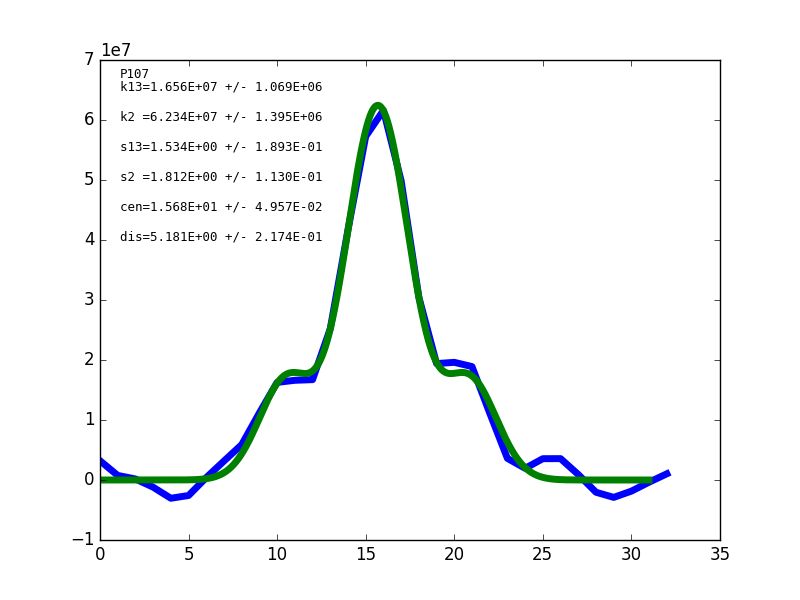 1e7
P107
k13=1.656E+07 +/- 1.069E+06
k2 =6.234E+07 +/- 1.395E+06
s13=1.534E+00 +/- 1.893E-01
s2 =1.812E+00 +/- 1.130E-01
cen=1.568E+01 +/- 4.957E-02
dis=5.181E+00 +/- 2.174E-01
7
6
5
4
3
2
1
0
−1
0 5 10 15 20 25 30 35